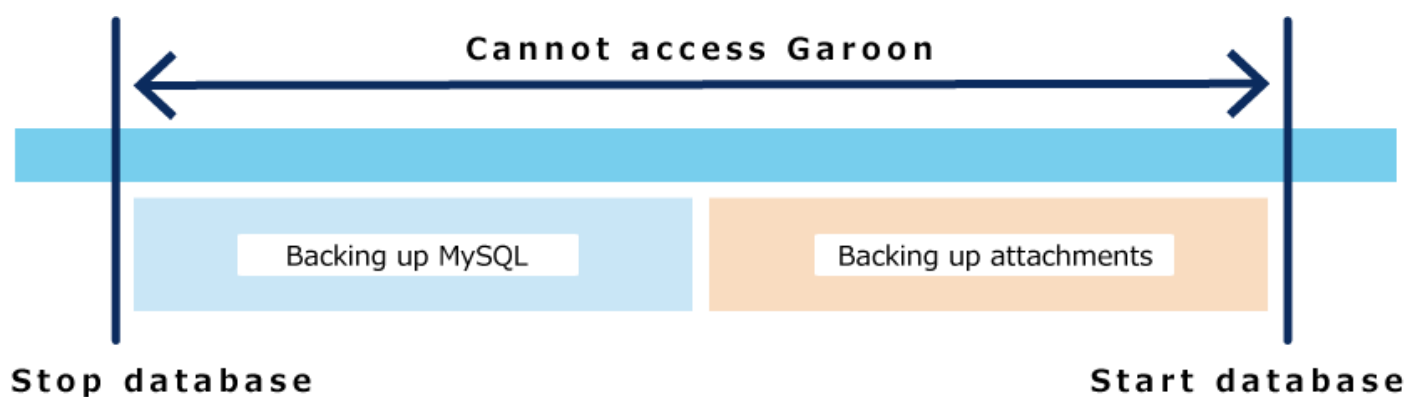 Cannot access Garoon
Backing up MySQL
Backing up attachments
Stop database
Start database